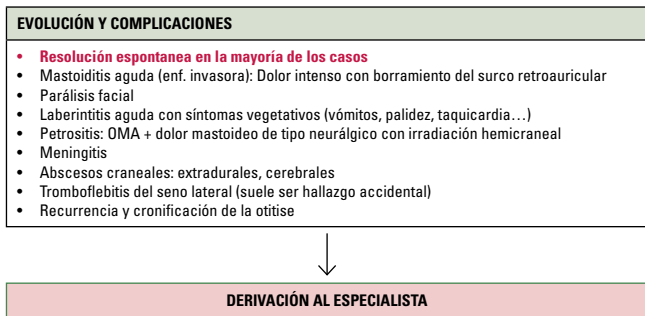 EVOLUCIÓN Y COMPLICACIONES
• Resolución espontanea en la mayoría de los casos
• Mastoiditis aguda (enf. invasora): Dolor intenso con borramiento del surco retroauricular
• Parálisis facial
• Laberintitis aguda con síntomas vegetativos (vómitos, palidez, taquicardia…)
• Petrositis: OMA + dolor mastoideo de tipo neurálgico con irradiación hemicraneal
• Meningitis
• Abscesos craneales: extradurales, cerebrales
• Tromboflebitis del seno lateral (suele ser hallazgo accidental)
• Recurrencia y cronificación de la otitise
DERIVACIÓN AL ESPECIALISTA